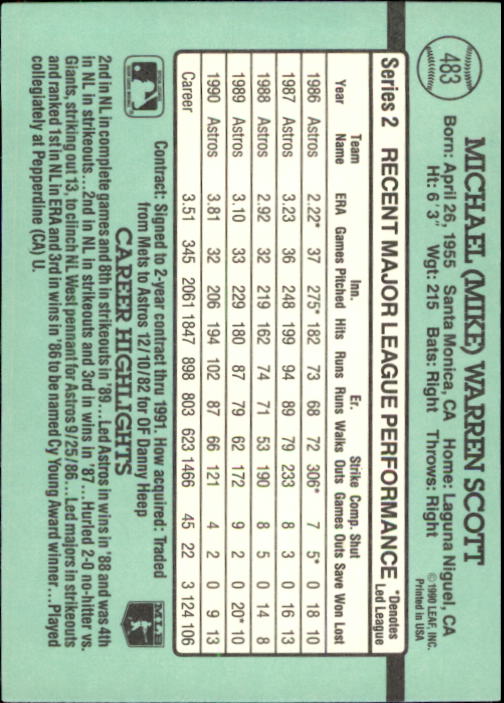 483
MICHAEL (MIKE) WARREN SCOTT
Born: April 26, 1955 Santa Monica, CA Home: Laguna Niguel, CA
Ht: 6' 3" Wgt: 215 Bats: Right Throws: Right
©1990 LEAF, INC.
Printed in USA
Series 2 RECENT MAJOR LEAGUE PERFORMANCE *Denotes Led League
Year Team Name ERA Games Inn. Pitched Hits Runs Er. Runs Walks Strike Outs Comp. Games Shut Outs Save Won Lost
1986 Astros 2.22* 37 275* 182 73 68 72 306* 7 5* 0 18 10
1987 Astros 3.23 36 248 199 94 89 79 233 8 3 0 16 13
1988 Astros 2.92 32 219 162 74 71 53 190 8 5 0 14 8
1989 Astros 3.10 33 229 180 87 79 62 172 9 2 0 20* 10
1990 Astros 3.81 32 206 194 102 87 66 121 4 2 0 9 13
Career 3.51 345 2061 1847 898 803 623 1466 45 22 3 124 106
Contract: Signed to 2-year contract thru 1991. How acquired: Traded
from Mets to Astros 12/10/82 for OF Danny Heep
CAREER HIGHLIGHTS
MLB
2nd in NL in complete games and 8th in strikeouts in '89...Led Astros in wins in '88 and was 4th
in NL in strikeouts...2nd in NL in strikeouts and 3rd in wins in '87...Hurled 2-0 no-hitter vs.
Giants, striking out 13, to clinch NL West pennant for Astros 9/25/86...Led majors in strikeouts
and ranked 1st in NL in ERA and 3rd in wins in '86 to be named Cy Young Award winner...Played
collegiately at Pepperdine (CA) U.